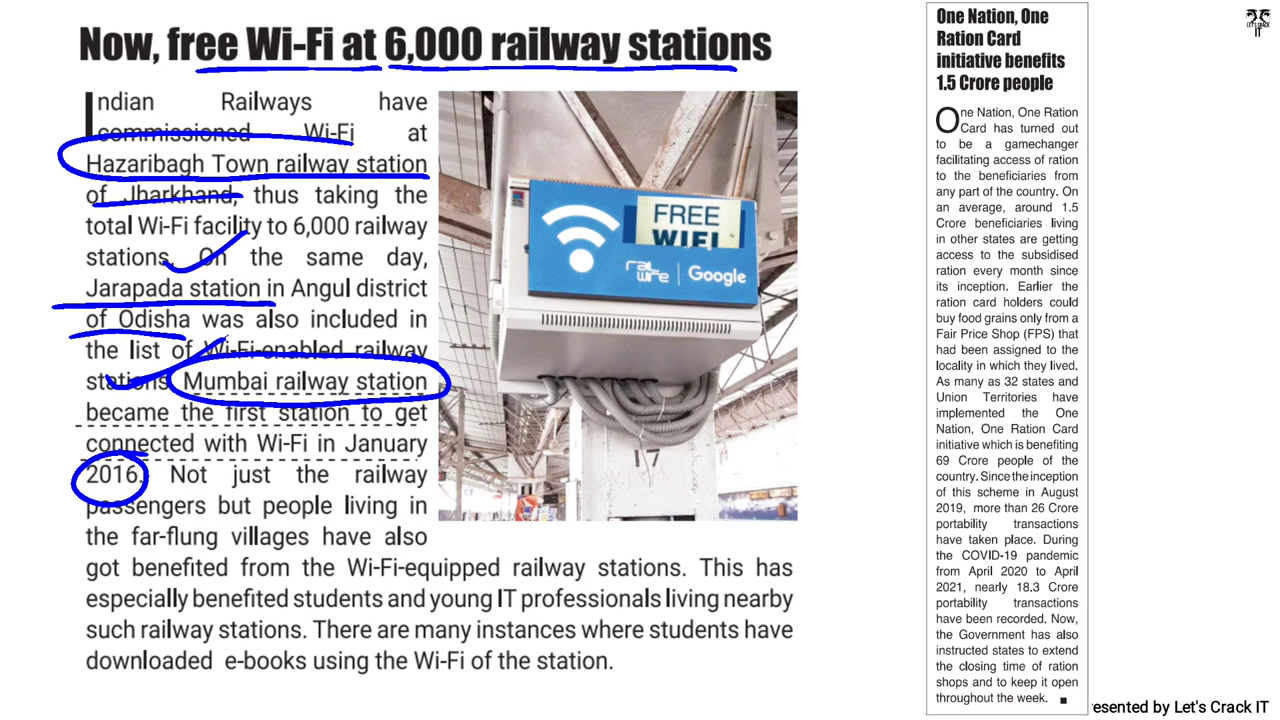 Now, free Wi-Fi at 6,000 railway stations
Indian Railways have
commissioned Wi-Fi at
Hazaribagh Town railway station
of Jharkhand, thus taking the
total Wi-Fi facility to 6,000 railway
stations. On the same day,
Jarapada station in Angul district
of Odisha was also included in
the list of Wi-Fi-enabled railway
stations. Mumbai railway station
became the first station to get
connected with Wi-Fi in January
2016. Not just the railway
passengers but people living in
the far-flung villages have also
got benefited from the Wi-Fi-equipped railway stations. This has
especially benefited students and young IT professionals living nearby
such railway stations. There are many instances where students have
downloaded e-books using the Wi-Fi of the station.
FREE
WIFI
rail
wire | Google
17
One Nation, One
Ration Card
initiative benefits
1.5 Crore people
One Nation, One Ration
Card has turned out
to be a gamechanger
facilitating access of ration
to the beneficiaries from
any part of the country. On
an average, around 1.5
Crore beneficiaries living
in other states are getting
access to the subsidised
ration every month since
its inception. Earlier the
ration card holders could
buy food grains only from a
Fair Price Shop (FPS) that
had been assigned to the
locality in which they lived.
As many as 32 states and
Union Territories have
implemented the One
Nation, One Ration Card
initiative which is benefiting
69 Crore people of the
country. Since the inception
of this scheme in August
2019, more than 26 Crore
portability transactions
have taken place. During
the COVID-19 pandemic
from April 2020 to April
2021, nearly 18.3 Crore
portability transactions
have been recorded. Now,
the Government has also
instructed states to extend
the closing time of ration
shops and to keep it open
throughout the week.
LET'S CRACK
IT
esented by Let's Crack IT